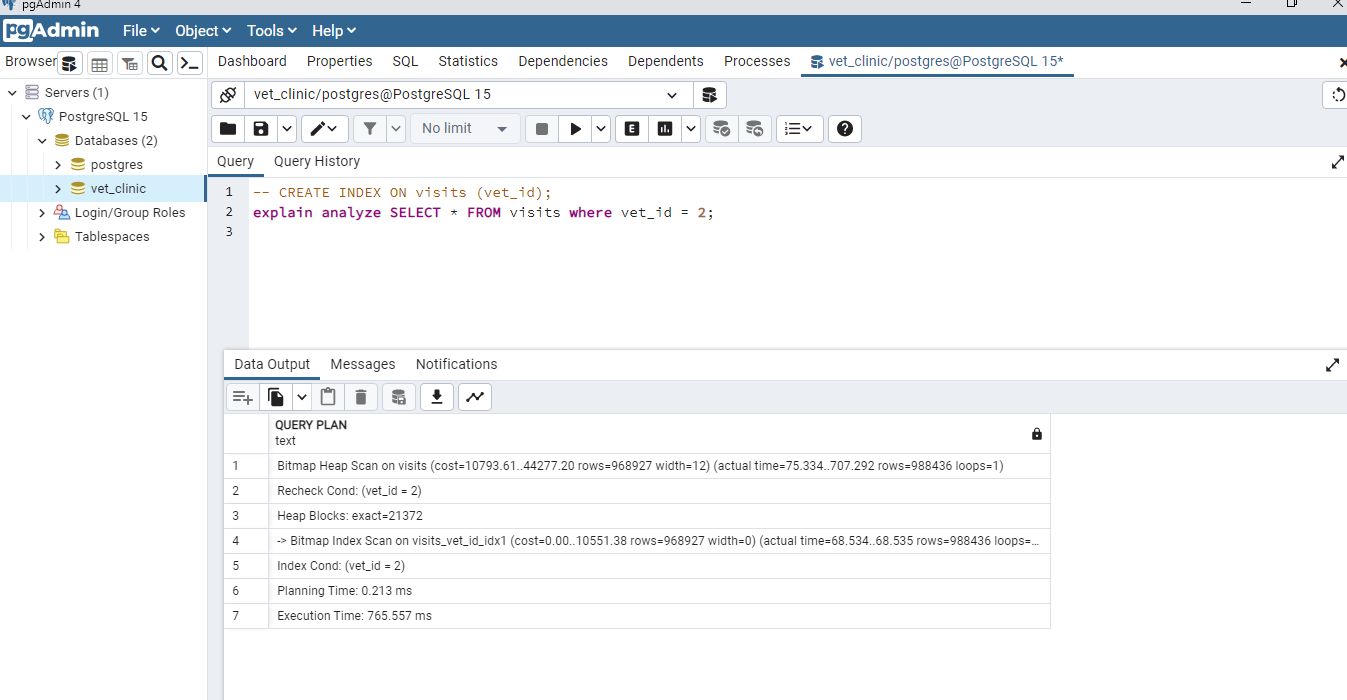 pgAdmin 4
pgAdmin File Object Tools Help
Browser Dashboard Properties SQL Statistics Dependencies Dependents Processes vet_clinic/postgres@PostgreSQL 15*
Servers (1)
PostgreSQL 15
Databases (2)
postgres
vet_clinic
Login/Group Roles
Tablespaces
vet_clinic/postgres@PostgreSQL 15
No limit E
Query Query History
1 -- CREATE INDEX ON visits (vet_id);
2 explain analyze SELECT * FROM visits where vet_id = 2;
3
Data Output Messages Notifications
QUERY PLAN
text
1 Bitmap Heap Scan on visits (cost=10793.61..44277.20 rows=968927 width=12) (actual time=75.334..707.292 rows=988436 loops=1)
2 Recheck Cond: (vet_id = 2)
3 Heap Blocks: exact=21372
4 -> Bitmap Index Scan on visits_vet_id_idx1 (cost=0.00..10551.38 rows=968927 width=0) (actual time=68.534..68.535 rows=988436 loops=...
5 Index Cond: (vet_id = 2)
6 Planning Time: 0.213 ms
7 Execution Time: 765.557 ms